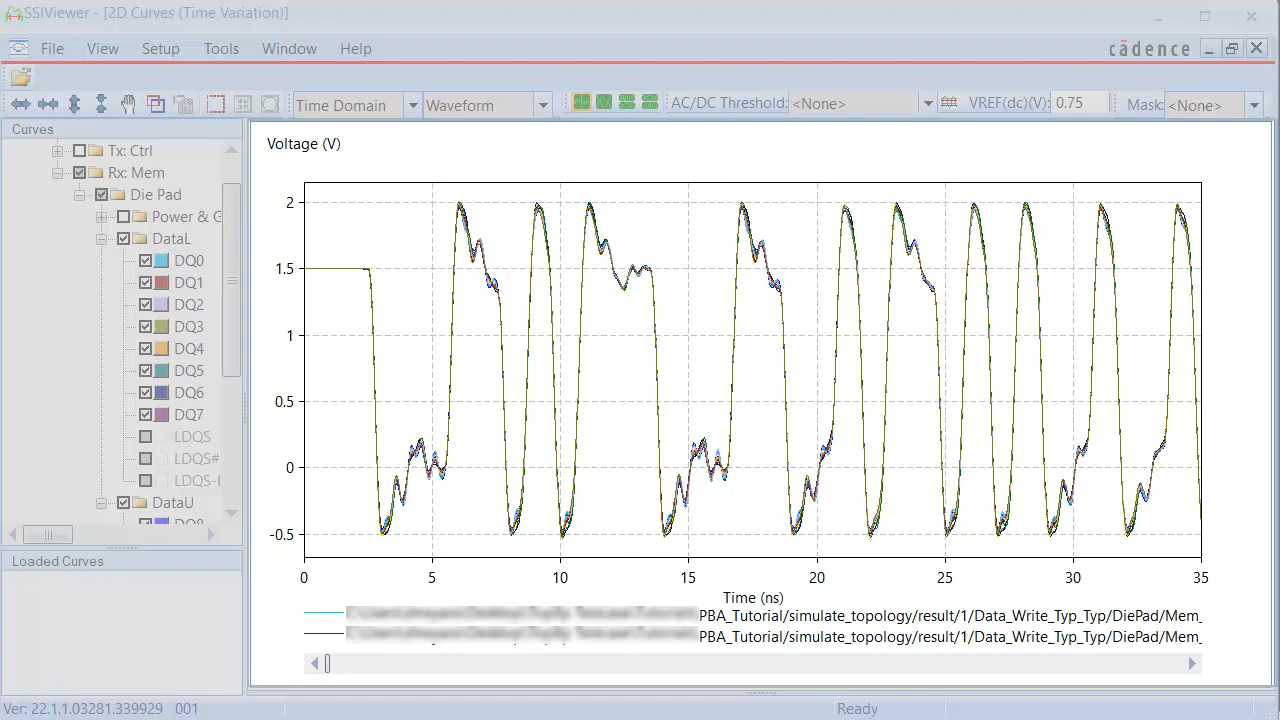 SSIViewer - [2D Curves (Time Variation)]
File View Setup Tools Window Help
cādence
Time Domain
Waveform
AC/DC Threshold: <None>
VREF(dc)(V): 0.75
Mask: <None>
Curves
Tx: Ctrl
Rx: Mem
Die Pad
Power & G
DataL
DQ0
DQ1
DQ2
DQ3
DQ4
DQ5
DQ6
DQ7
LDQS
LDQS#
LDQS-L
DataU
DQ8
Loaded Curves
Voltage (V)
2
1.5
1
0.5
0
-0.5
0 5 10 15 20 25 30 35
Time (ns)
PBA_Tutorial/simulate_topology/result/1/Data_Write_Typ_Typ/DiePad/Mem_
PBA_Tutorial/simulate_topology/result/1/Data_Write_Typ_Typ/DiePad/Mem_
Ver: 22.1.1.03281.339929 001
Ready